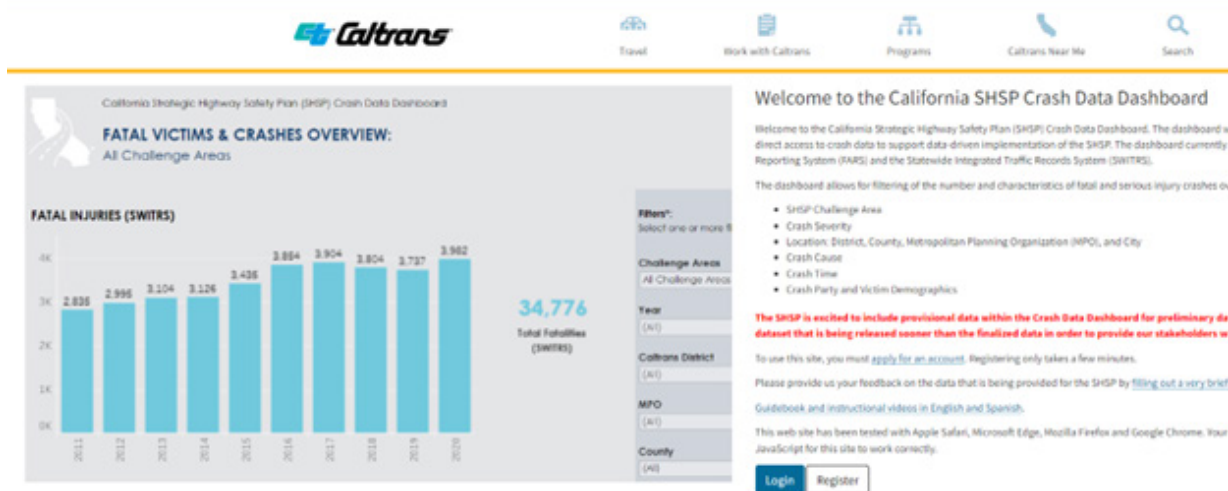 Caltrans
Travel
Work with Caltrans
Programs
Caltrans Near Me
Search
California Strategic Highway Safety Plan (SHSP) Crash Data Dashboard
FATAL VICTIMS & CRASHES OVERVIEW:
All Challenge Areas
FATAL INJURIES (SWITRS)
4K
3K
2K
1K
0K
2,835
2,995
3,104
3,126
3,435
3,884
3,904
3,804
3,737
3,982
2011
2012
2013
2014
2015
2016
2017
2018
2019
2020
34,776
Total Fatalities
(SWITRS)
Filters*:
Select one or more
Challenge Areas
All Challenge Areas
Year
(All)
Caltrans District
(All)
MPO
(All)
County
(All)
Welcome to the California SHSP Crash Data Dashboard
Welcome to the California Strategic Highway Safety Plan (SHSP) Crash Data Dashboard. The dashboard
direct access to crash data to support data-driven implementation of the SHSP. The dashboard currently
Reporting System (FARS) and the Statewide Integrated Traffic Records System (SWITRS).
The dashboard allows for filtering of the number and characteristics of fatal and serious injury crashes
• SHSP Challenge Area
• Crash Severity
• Location: District, County, Metropolitan Planning Organization (MPO), and City
• Crash Cause
• Crash Time
• Crash Party and Victim Demographics
The SHSP is excited to include provisional data within the Crash Data Dashboard for preliminary
dataset that is being released sooner than the finalized data in order to provide our stakeholders
To use this site, you must apply for an account. Registering only takes a few minutes.
Please provide us your feedback on the data that is being provided for the SHSP by filling out a very brief
Guidebook and instructional videos in English and Spanish.
This web site has been tested with Apple Safari, Microsoft Edge, Mozilla Firefox and Google Chrome. Your
JavaScript for this site to work correctly.
Login
Register